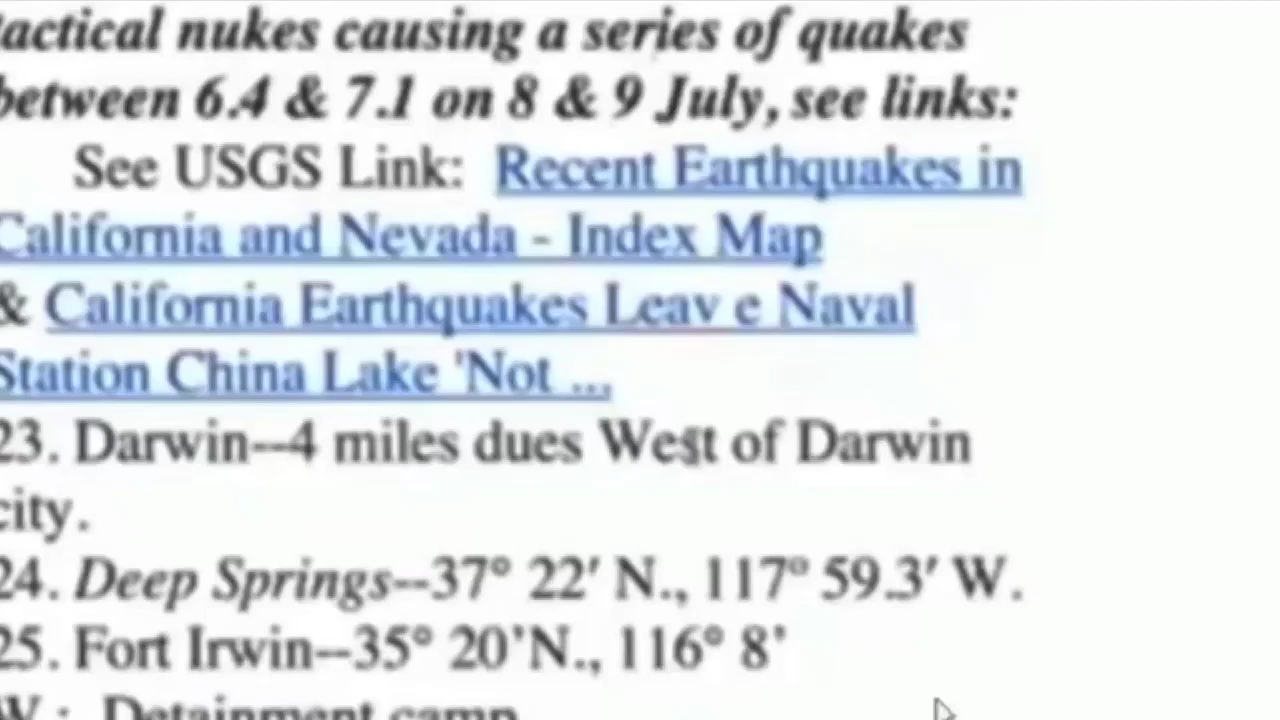 tactical nukes causing a series of quakes
between 6.4 & 7.1 on 8 & 9 July, see links:
See USGS Link: Recent Earthquakes in
California and Nevada - Index Map
& California Earthquakes Leav e Naval
Station China Lake 'Not ...
23. Darwin--4 miles dues West of Darwin
city.
24. Deep Springs--37° 22′ N., 117° 59.3′ W.
25. Fort Irwin--35° 20’N., 116° 8’
W.; Detainment camp